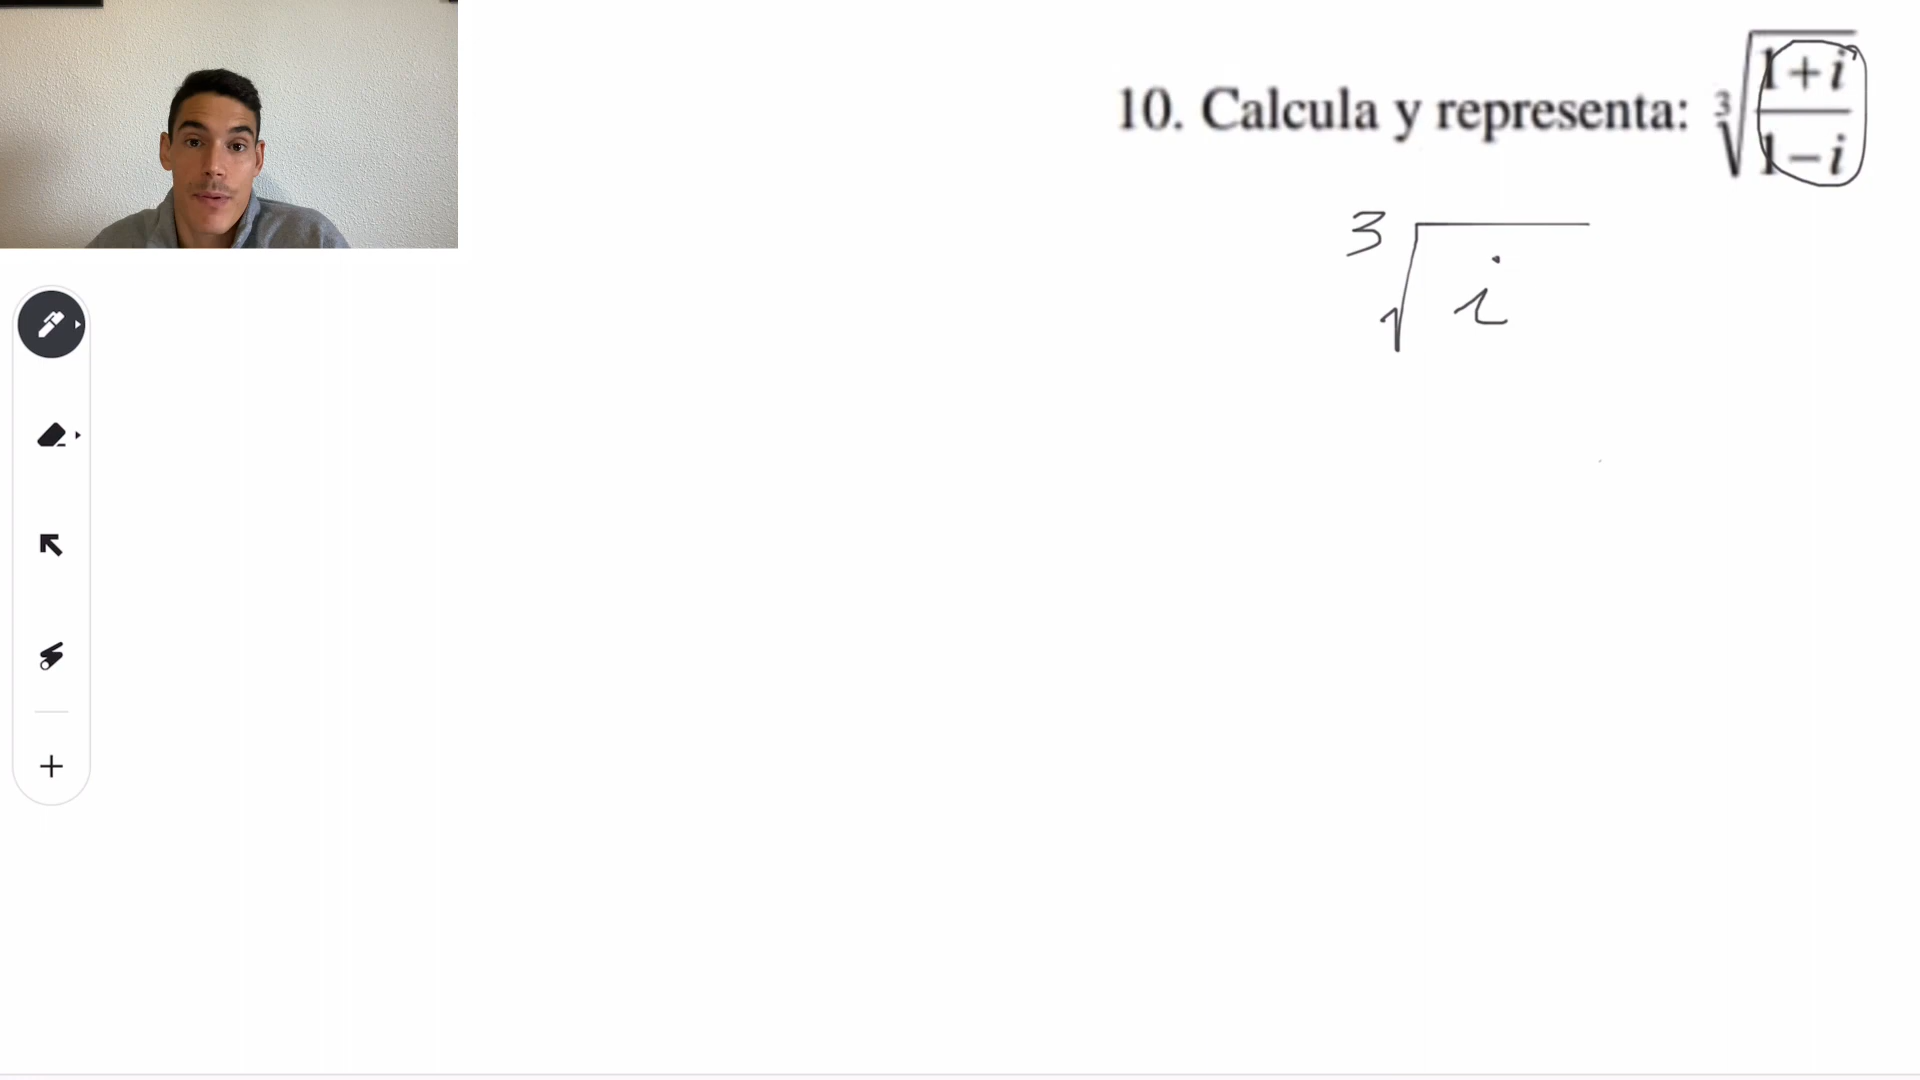 10. Calcula y representa: ∛((1+i)/(1−i))
∛i